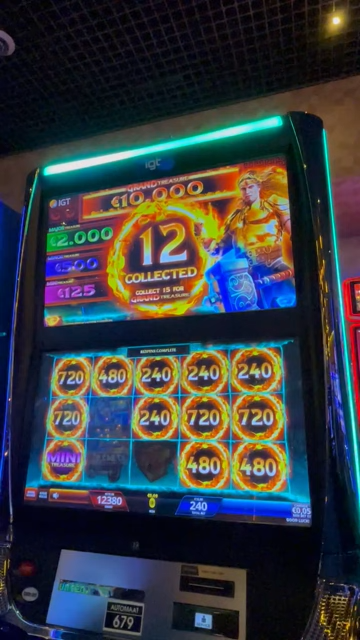 igt
IGT
GRAND TREASURE
€10.000
€2.000
€500
€125
12
COLLECTED
COLLECT 15 FOR
GRAND TREASURE
720 480 240 240 240
720 240 720 720
MINI
TREASURE
480 480
12380
240
€0,05
AUTOMAAT
679